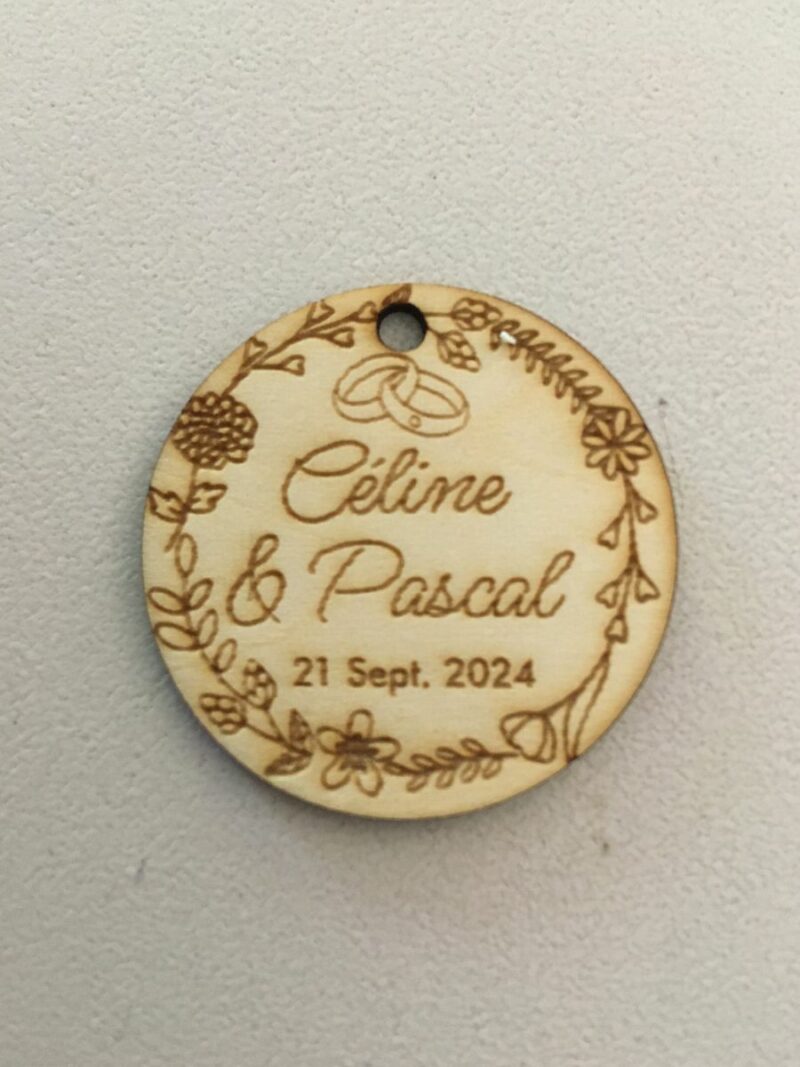 Céline
& Pascal
21 Sept. 2024